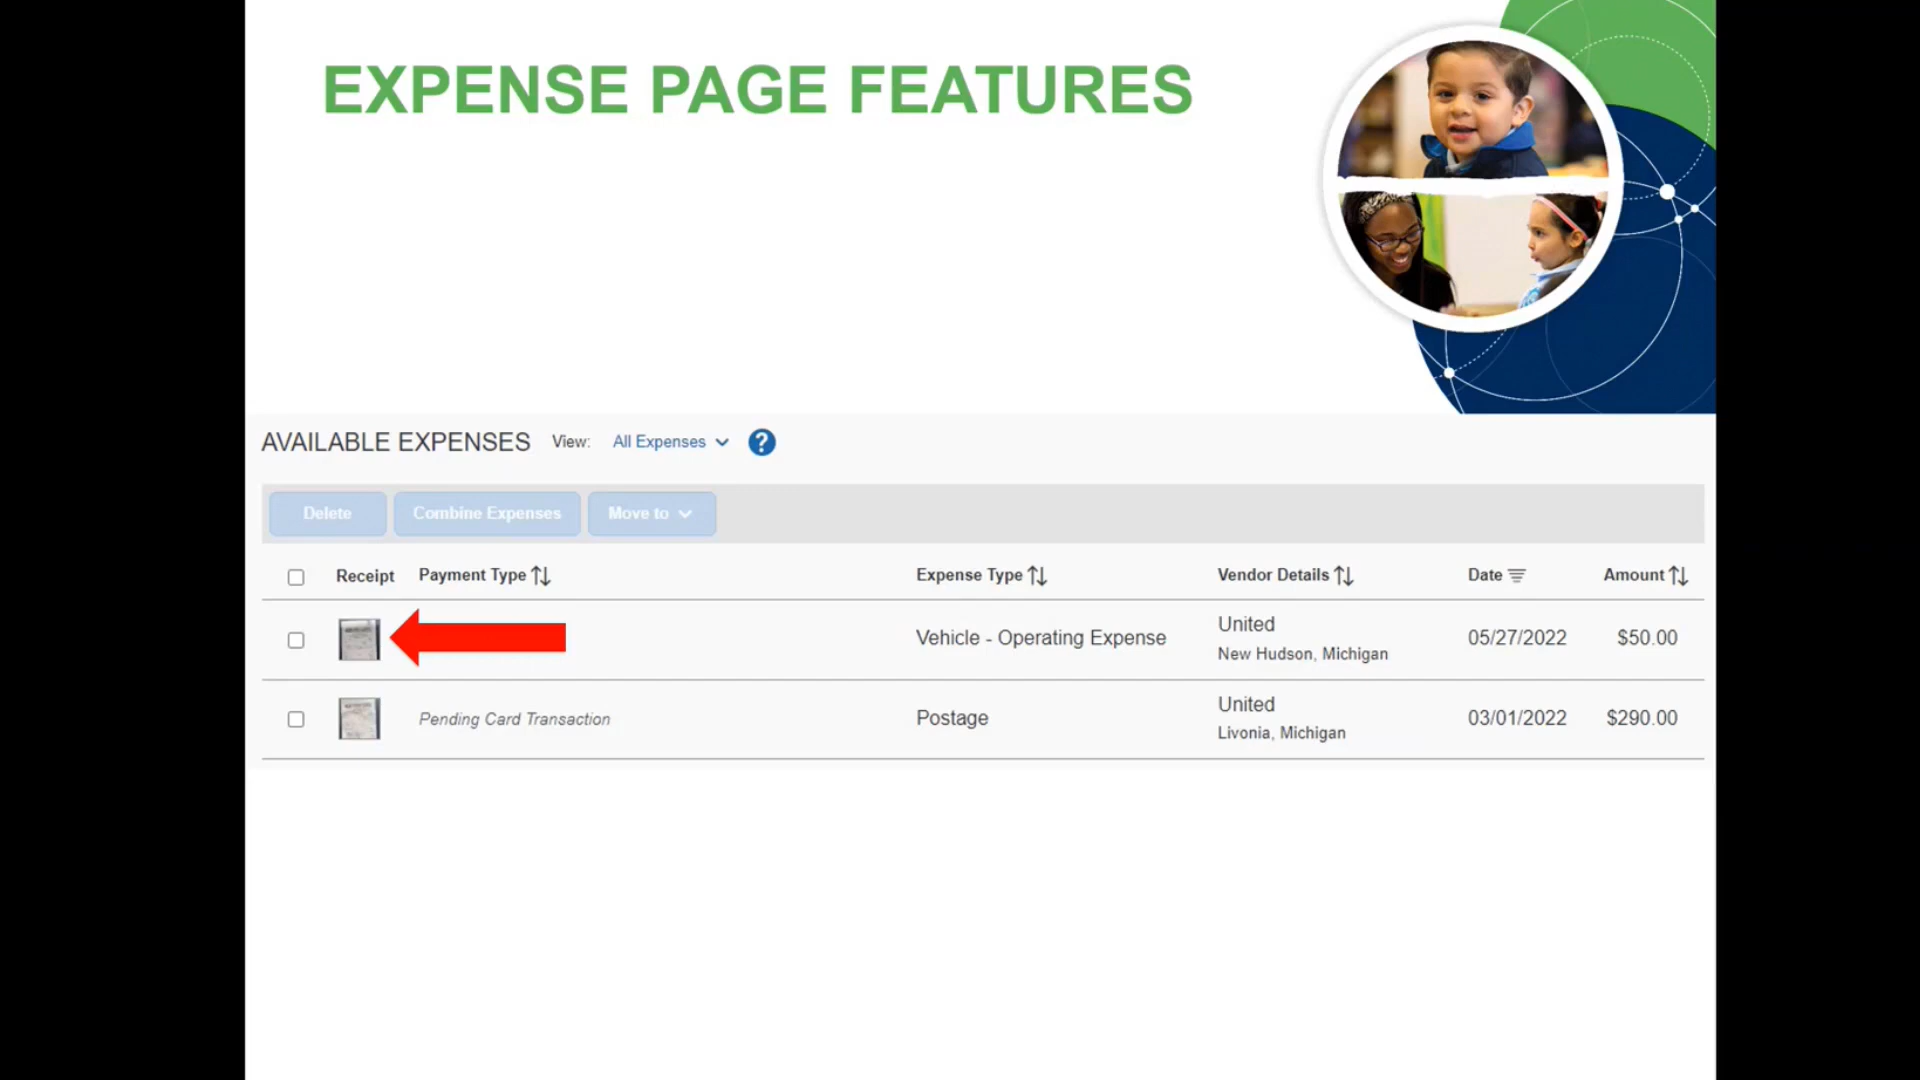 EXPENSE PAGE FEATURES
AVAILABLE EXPENSES View: All Expenses ?
Delete Combine Expenses Move to
Receipt Payment Type Expense Type Vendor Details Date Amount
Vehicle - Operating Expense United New Hudson, Michigan 05/27/2022 $50.00
Pending Card Transaction Postage United Livonia, Michigan 03/01/2022 $290.00